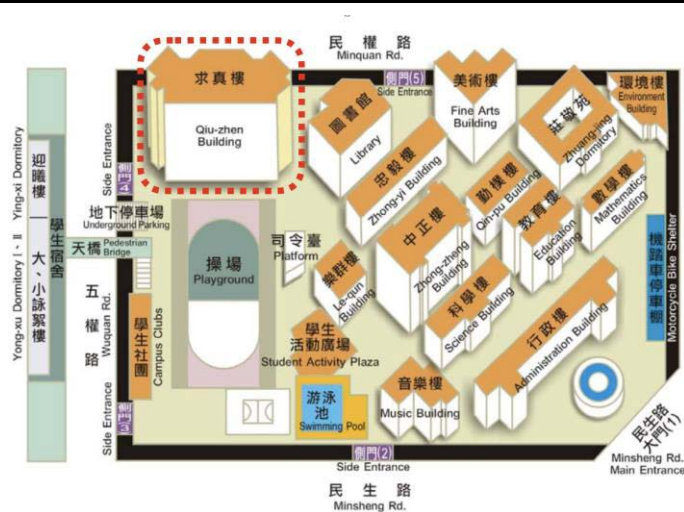 民 權 路
Minquan Rd.
側門(5)
Side Entrance
求真樓
Qiu-zhen
Building
圖書館
Library
忠毅樓
Zhong-yi Building
美術樓
Fine Arts
Building
莊敬苑
Zhuang-jing
Dormitory
環境樓
Environment Building
勤樸樓
Qin-pu Building
教育樓
Education
Building
數學樓
Mathematics
Building
中正樓
Zhong-zheng
Building
科學樓
Science Building
樂群樓
Le-qun
Building
行政樓
Administration Building
機踏車停車棚
Motorcycle Bike Shelter
Side Entrance
側門4
地下停車場
Underground Parking
天橋
Pedestrian
Bridge
迎曦樓 — 大、小詠絮樓
學生宿舍
Ying-xi Dormitory
Yong-xu Dormitory I、II
五 權 路
Wuquan Rd.
學生社團
Campus Clubs
Side Entrance
側門3
操場
Playground
司令臺
Platform
學生
活動廣場
Student Activity Plaza
游泳
池
Swimming Pool
音樂樓
Music Building
側門(2)
Side Entrance
民 生 路
Minsheng Rd.
民生路
大門(1)
Minsheng Rd.
Main Entrance